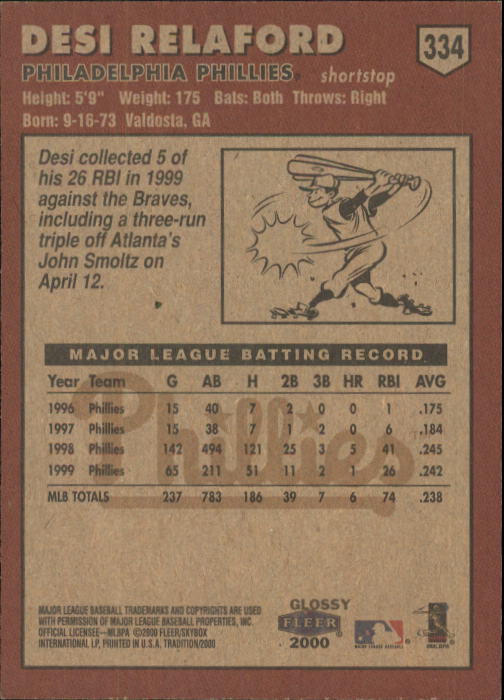 DESI RELAFORD
334
PHILADELPHIA PHILLIES® shortstop
Height: 5'9" Weight: 175 Bats: Both Throws: Right
Born: 9-16-73 Valdosta, GA
Desi collected 5 of
his 26 RBI in 1999
against the Braves,
including a three-run
triple off Atlanta's
John Smoltz on
April 12.
MAJOR LEAGUE BATTING RECORD
Year Team G AB H 2B 3B HR RBI AVG
1996 Phillies 15 40 7 2 0 0 1 .175
1997 Phillies 15 38 7 1 2 0 6 .184
1998 Phillies 142 494 121 25 3 5 41 .245
1999 Phillies 65 211 51 11 2 1 26 .242
MLB TOTALS 237 783 186 39 7 6 74 .238
Phillies
MAJOR LEAGUE BASEBALL TRADEMARKS AND COPYRIGHTS ARE USED
WITH PERMISSION OF MAJOR LEAGUE BASEBALL PROPERTIES, INC.
OFFICIAL LICENSEE—MLBPA ©2000 FLEER/SKYBOX
INTERNATIONAL LP, PRINTED IN U.S.A. TRADITION/2000
GLOSSY
FLEER
2000